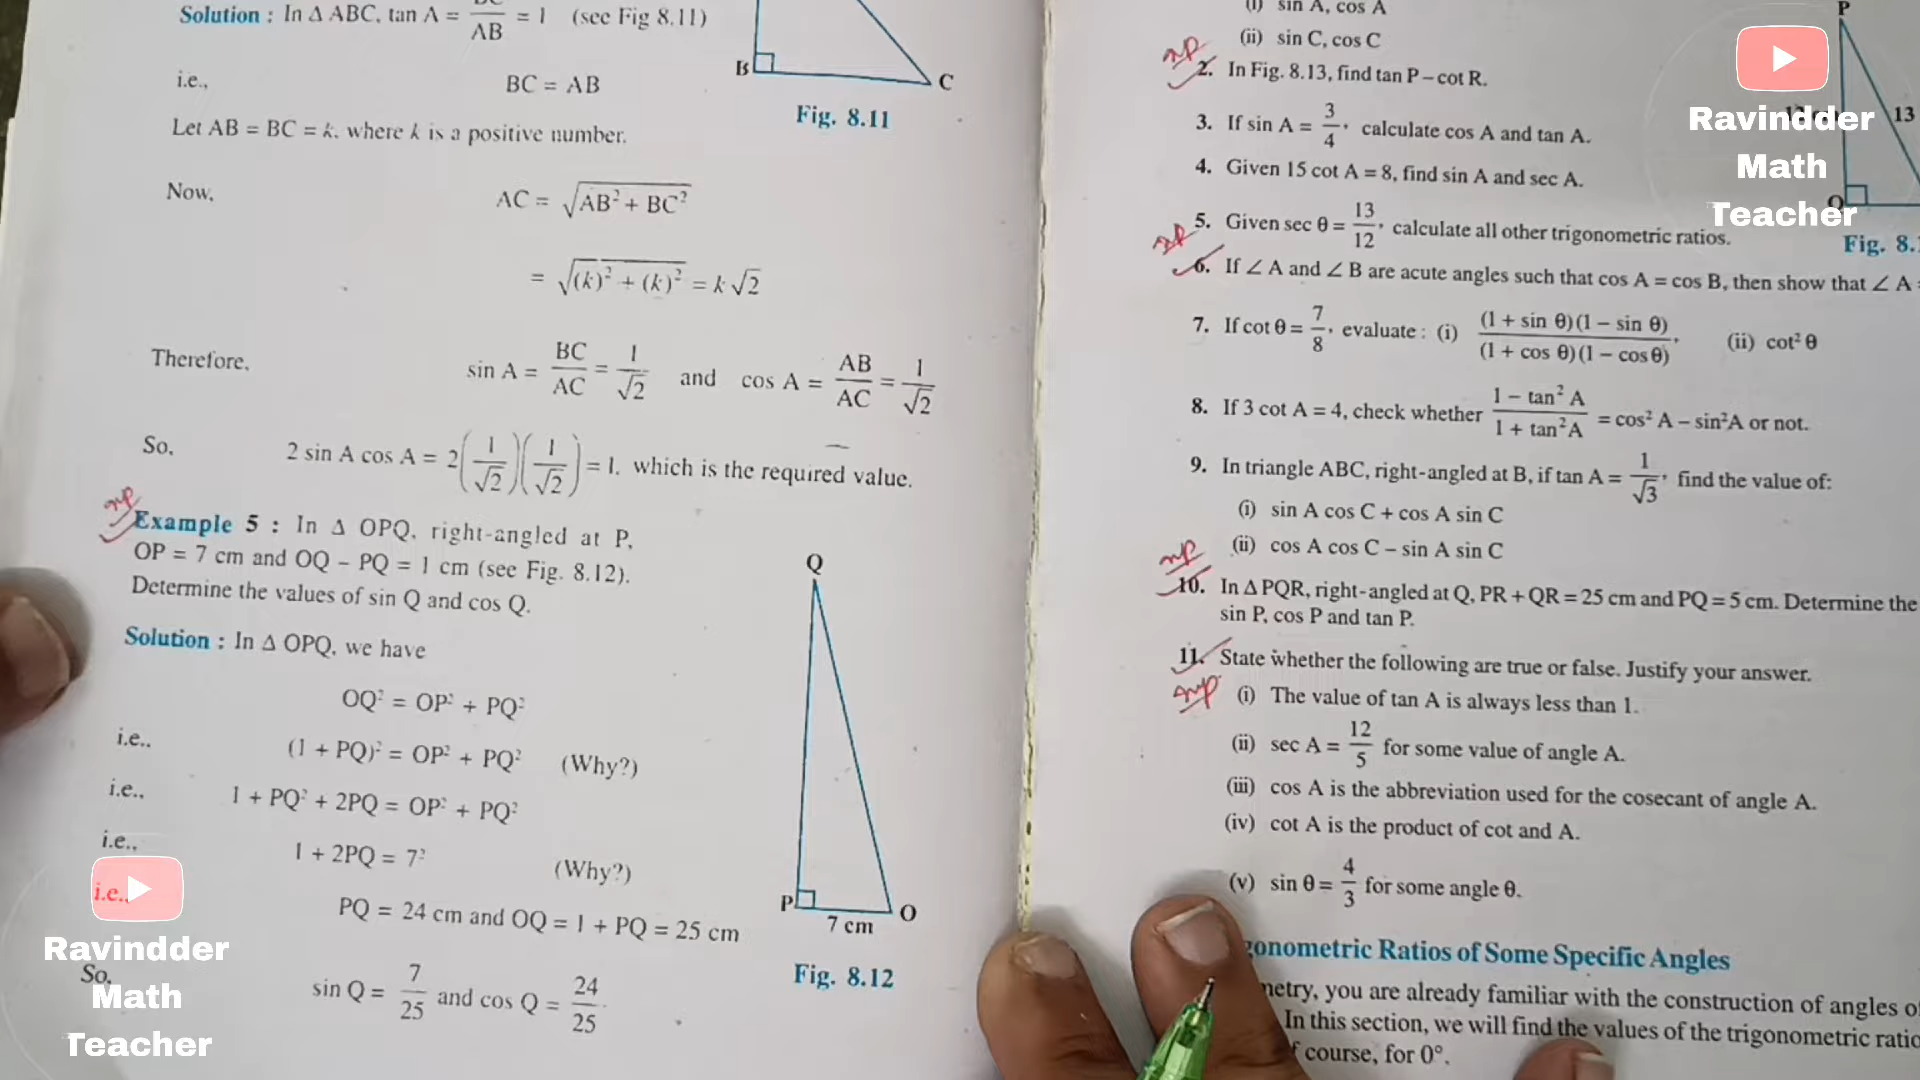 Solution : In Δ ABC, tan A = BC/AB = 1 (see Fig 8.11)
i.e., BC = AB
Let AB = BC = k, where k is a positive number.
Now, AC = √(AB² + BC²)
= √((k)² + (k)²) = k√2
Therefore, sin A = BC/AC = 1/√2 and cos A = AB/AC = 1/√2
So, 2 sin A cos A = 2(1/√2)(1/√2) = 1, which is the required value.
B
C
Fig. 8.11
imp
Example 5 : In Δ OPQ, right-angled at P,
OP = 7 cm and OQ – PQ = 1 cm (see Fig. 8.12).
Determine the values of sin Q and cos Q.
Solution : In Δ OPQ, we have
OQ² = OP² + PQ²
i.e., (1 + PQ)² = OP² + PQ² (Why?)
i.e., 1 + PQ² + 2PQ = OP² + PQ²
i.e., 1 + 2PQ = 7² (Why?)
i.e., PQ = 24 cm and OQ = 1 + PQ = 25 cm
So, sin Q = 7/25 and cos Q = 24/25.
Q
P
O
7 cm
Fig. 8.12
Ravindder
Math
Teacher
(i) sin A, cos A
(ii) sin C, cos C
imp
2. In Fig. 8.13, find tan P – cot R.
3. If sin A = 3/4, calculate cos A and tan A.
4. Given 15 cot A = 8, find sin A and sec A.
5. Given sec θ = 13/12, calculate all other trigonometric ratios.
imp
6. If ∠ A and ∠ B are acute angles such that cos A = cos B, then show that ∠ A =
7. If cot θ = 7/8, evaluate : (i) (1 + sin θ)(1 – sin θ)/(1 + cos θ)(1 – cos θ), (ii) cot² θ
8. If 3 cot A = 4, check whether (1 – tan² A)/(1 + tan² A) = cos² A – sin² A or not.
9. In triangle ABC, right-angled at B, if tan A = 1/√3, find the value of:
(i) sin A cos C + cos A sin C
(ii) cos A cos C – sin A sin C
imp
10. In Δ PQR, right-angled at Q, PR + QR = 25 cm and PQ = 5 cm. Determine the
sin P, cos P and tan P.
11. State whether the following are true or false. Justify your answer.
imp
(i) The value of tan A is always less than 1.
(ii) sec A = 12/5 for some value of angle A.
(iii) cos A is the abbreviation used for the cosecant of angle A.
(iv) cot A is the product of cot and A.
(v) sin θ = 4/3 for some angle θ.
gonometric Ratios of Some Specific Angles
metry, you are already familiar with the construction of angles of
In this section, we will find the values of the trigonometric ratio
f course, for 0°.
P
13
Q
Fig. 8.
Ravindder
Math
Teacher